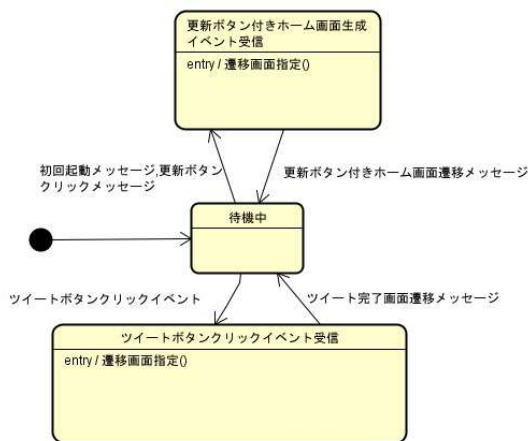 更新ボタン付きホーム画面生成
イベント受信
entry / 遷移画面指定()
初回起動メッセージ,更新ボタン
クリックメッセージ
更新ボタン付きホーム画面遷移メッセージ
待機中
ツイートボタンクリックイベント
ツイート完了画面遷移メッセージ
ツイートボタンクリックイベント受信
entry / 遷移画面指定()